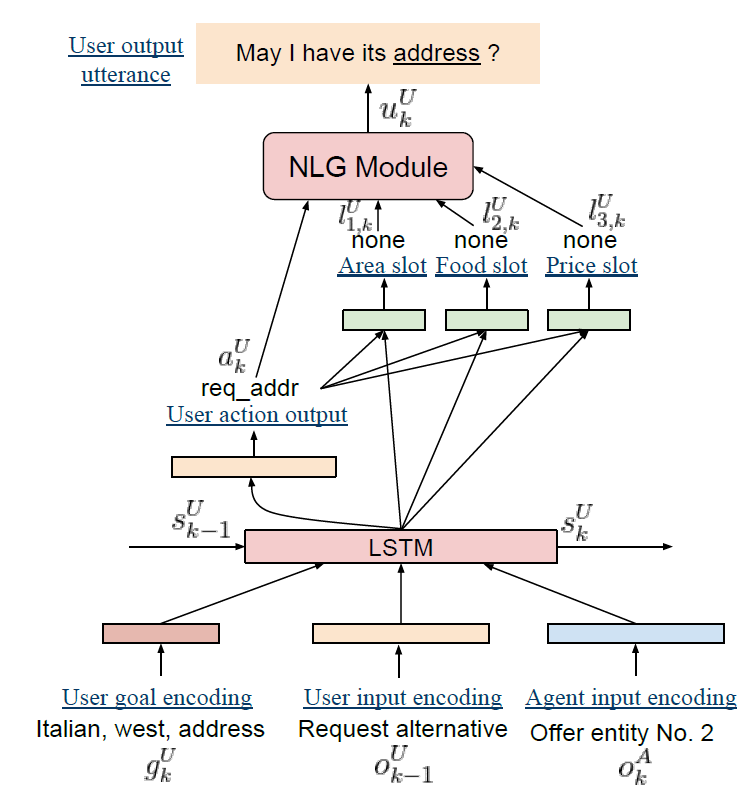 User output
utterance
May I have its address ?
u_k^U
NLG Module
l_{1,k}^U l_{2,k}^U l_{3,k}^U
none none none
Area slot Food slot Price slot
a_k^U
req_addr
User action output
s_{k-1}^U s_k^U
LSTM
User goal encoding User input encoding Agent input encoding
Italian, west, address Request alternative Offer entity No. 2
g_k^U o_{k-1}^U o_k^A